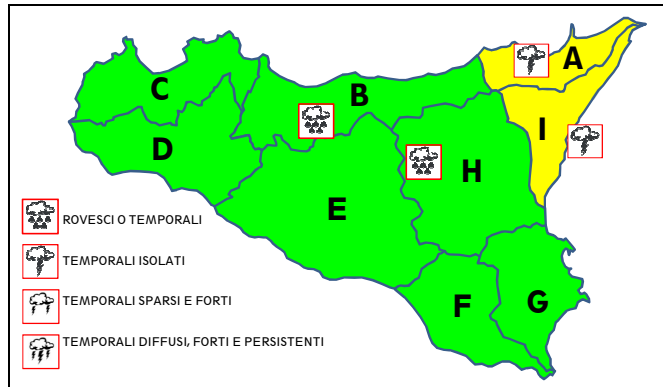 A
C
B
I
D
H
E
ROVESCI O TEMPORALI
TEMPORALI ISOLATI
F
G
TEMPORALI SPARSI E FORTI
TEMPORALI DIFFUSI, FORTI E PERSISTENTI